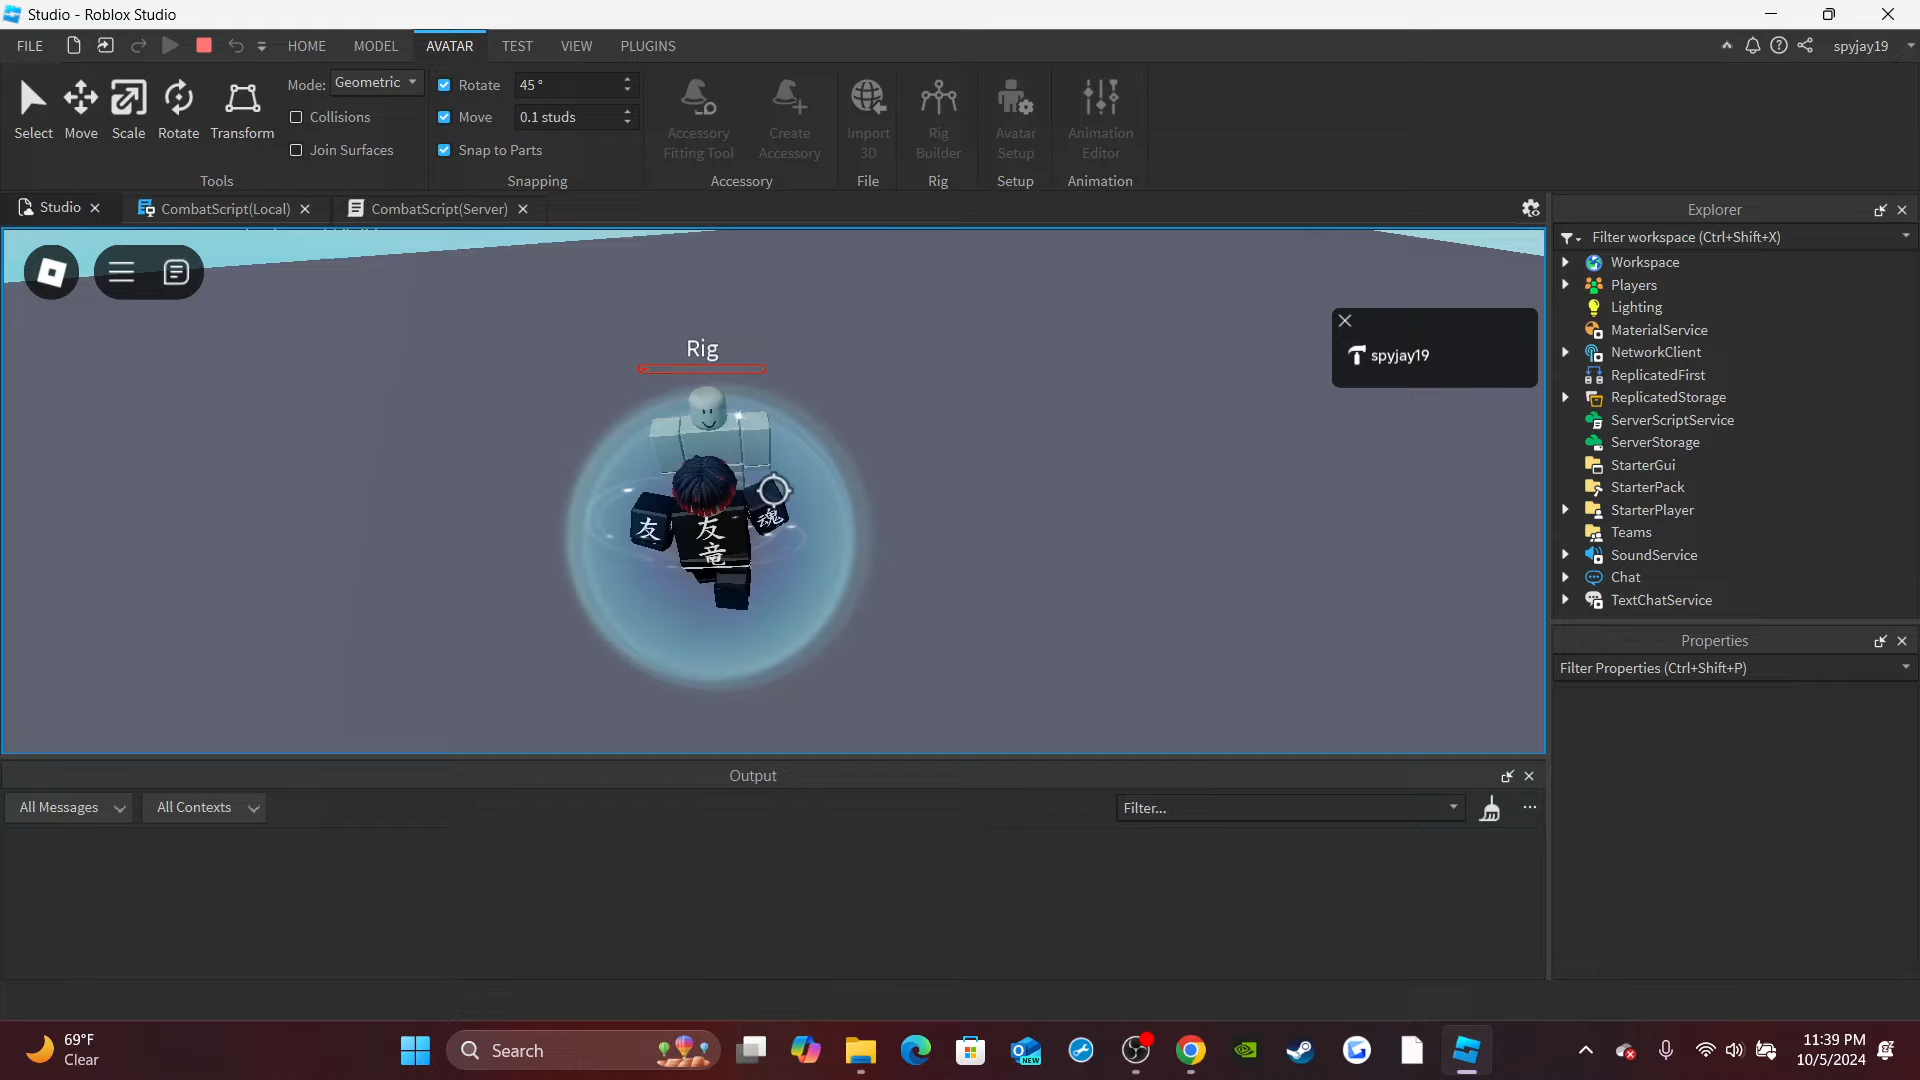 Studio - Roblox Studio
FILE HOME MODEL AVATAR TEST VIEW PLUGINS spyjay19
Select Move Scale Rotate Transform
Mode: Geometric
Collisions
Join Surfaces
Tools
Rotate 45 °
Move 0.1 studs
Snap to Parts
Snapping
Accessory
Fitting Tool
Create
Accessory
Accessory
Import
3D
File
Rig
Builder
Rig
Avatar
Setup
Setup
Animation
Editor
Animation
Studio CombatScript(Local) CombatScript(Server)
Rig
友
友
竜
魂
spyjay19
Explorer
Filter workspace (Ctrl+Shift+X)
Workspace
Players
Lighting
MaterialService
NetworkClient
ReplicatedFirst
ReplicatedStorage
ServerScriptService
ServerStorage
StarterGui
StarterPack
StarterPlayer
Teams
SoundService
Chat
TextChatService
Properties
Filter Properties (Ctrl+Shift+P)
Output
All Messages All Contexts Filter...
69°F
Clear
Search
NEW
11:39 PM
10/5/2024